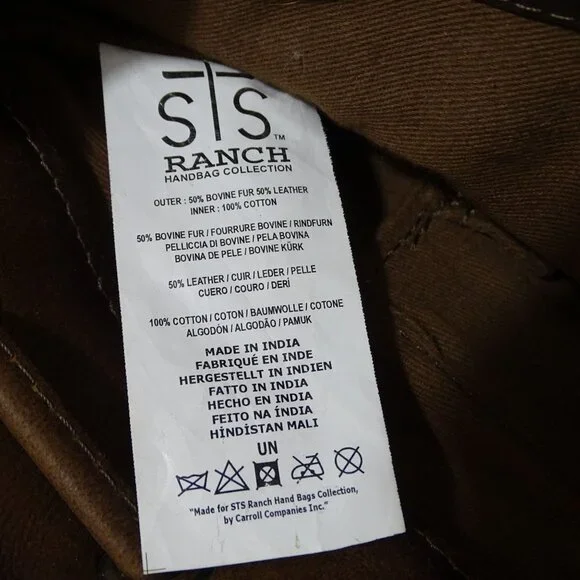 STS™
RANCH
HANDBAG COLLECTION
OUTER : 50% BOVINE FUR 50% LEATHER
INNER : 100% COTTON
50% BOVINE FUR / FOURRURE BOVINE / RINDFURN
PELLICCIA DI BOVINE / PELA BOVINA
BOVINA DE PELE / BOVINE KÜRK
50% LEATHER / CUIR / LEDER / PELLE
CUERO / COURO / DERİ
100% COTTON / COTON / BAUMWOLLE / COTONE
ALGODÓN / ALGODÃO / PAMUK
MADE IN INDIA
FABRIQUÉ EN INDE
HERGESTELLT IN INDIEN
FATTO IN INDIA
HECHO EN INDIA
FEITO NA ÍNDIA
HİNDİSTAN MALI
UN
"Made for STS Ranch Hand Bags Collection,
by Carroll Companies Inc."